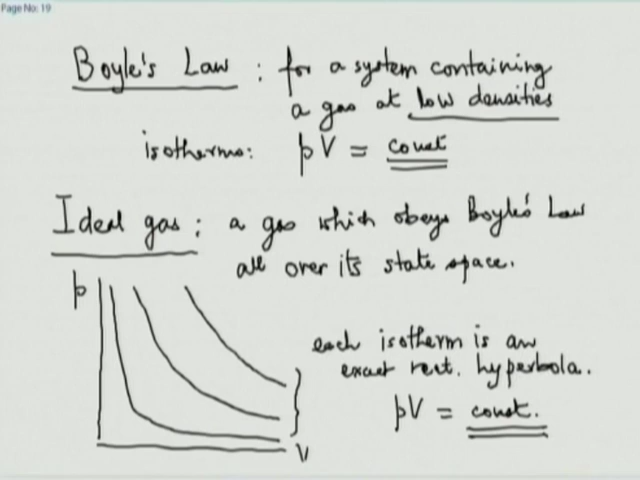 Page No: 19
Boyle's Law : for a system containing
a gas at low densities
isotherms: pV = const
Ideal gas : a gas which obeys Boyle's Law
all over its state space.
p
each isotherm is an
exact rect. hyperbola.
pV = const.
V